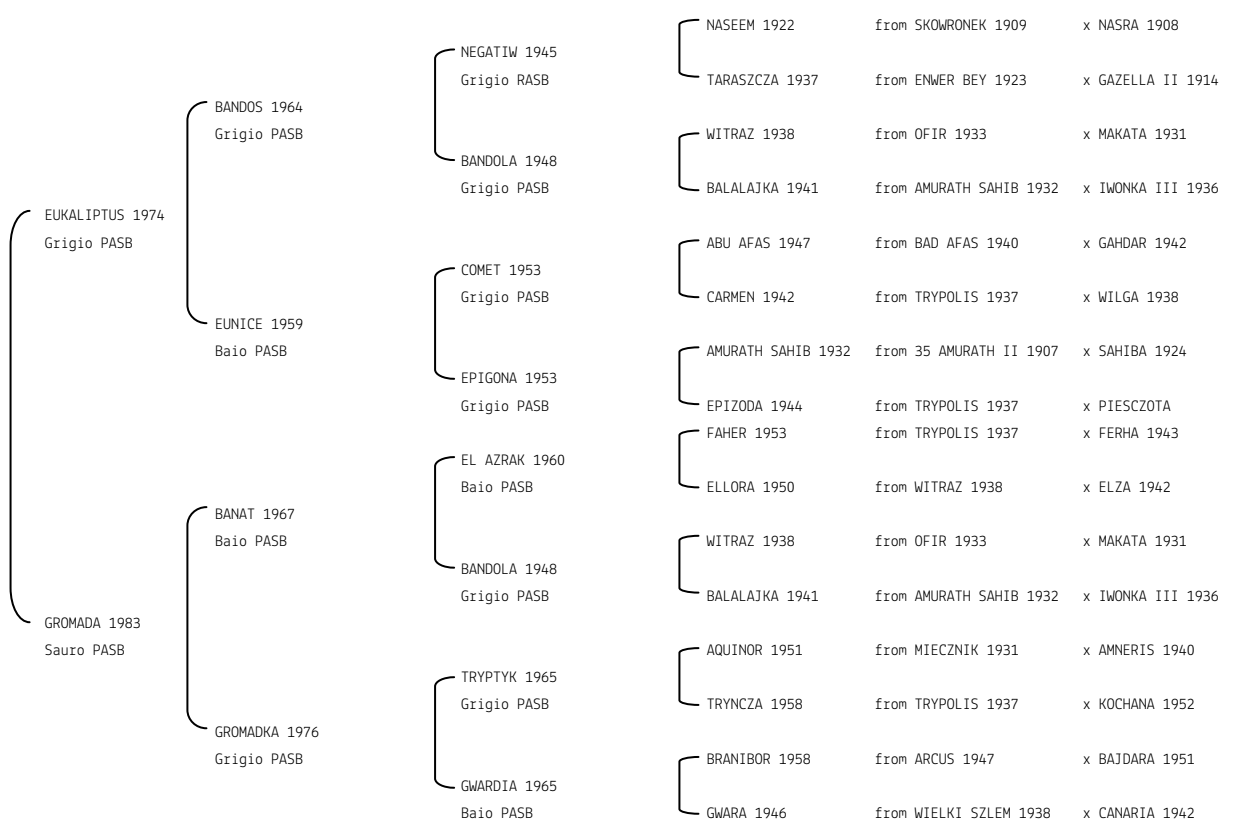 NASEEM 1922 from SKOWRONEK 1909 x NASRA 1908
NEGATIW 1945
Grigio RASB TARASZCZA 1937 from ENWER BEY 1923 x GAZELLA II 1914
BANDOS 1964
Grigio PASB WITRAZ 1938 from OFIR 1933 x MAKATA 1931
BANDOLA 1948
Grigio PASB BALALAJKA 1941 from AMURATH SAHIB 1932 x IWONKA III 1936
EUKALIPTUS 1974
Grigio PASB ABU AFAS 1947 from BAD AFAS 1940 x GAHDAR 1942
COMET 1953
Grigio PASB CARMEN 1942 from TRYPOLIS 1937 x WILGA 1938
EUNICE 1959
Baio PASB AMURATH SAHIB 1932 from 35 AMURATH II 1907 x SAHIBA 1924
EPIGONA 1953
Grigio PASB EPIZODA 1944 from TRYPOLIS 1937 x PIESCZOTA
FAHER 1953 from TRYPOLIS 1937 x FERHA 1943
EL AZRAK 1960
Baio PASB ELLORA 1950 from WITRAZ 1938 x ELZA 1942
BANAT 1967
Baio PASB WITRAZ 1938 from OFIR 1933 x MAKATA 1931
BANDOLA 1948
Grigio PASB BALALAJKA 1941 from AMURATH SAHIB 1932 x IWONKA III 1936
GROMADA 1983
Sauro PASB AQUINOR 1951 from MIECZNIK 1931 x AMNERIS 1940
TRYPTYK 1965
Grigio PASB TRYNCZA 1958 from TRYPOLIS 1937 x KOCHANA 1952
GROMADKA 1976
Grigio PASB BRANIBOR 1958 from ARCUS 1947 x BAJDARA 1951
GWARDIA 1965
Baio PASB GWARA 1946 from WIELKI SZLEM 1938 x CANARIA 1942